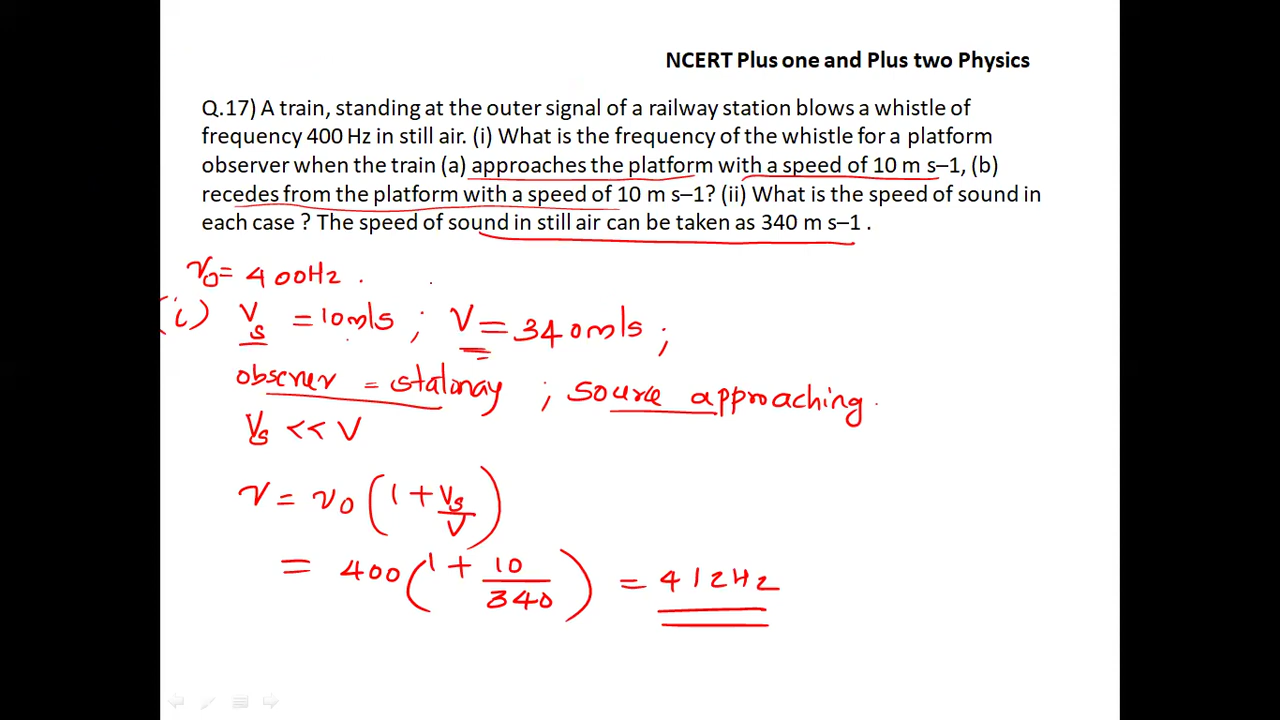 NCERT Plus one and Plus two Physics
Q.17) A train, standing at the outer signal of a railway station blows a whistle of
frequency 400 Hz in still air. (i) What is the frequency of the whistle for a platform
observer when the train (a) approaches the platform with a speed of 10 m s–1, (b)
recedes from the platform with a speed of 10 m s–1? (ii) What is the speed of sound in
each case ? The speed of sound in still air can be taken as 340 m s–1 .
ν0 = 400Hz .
(i) Vs = 10m/s ; V = 340m/s ;
observer = stationay ; source approaching .
Vs << V
ν = ν0 (1 + Vs/V)
= 400 (1 + 10/340) = 412Hz